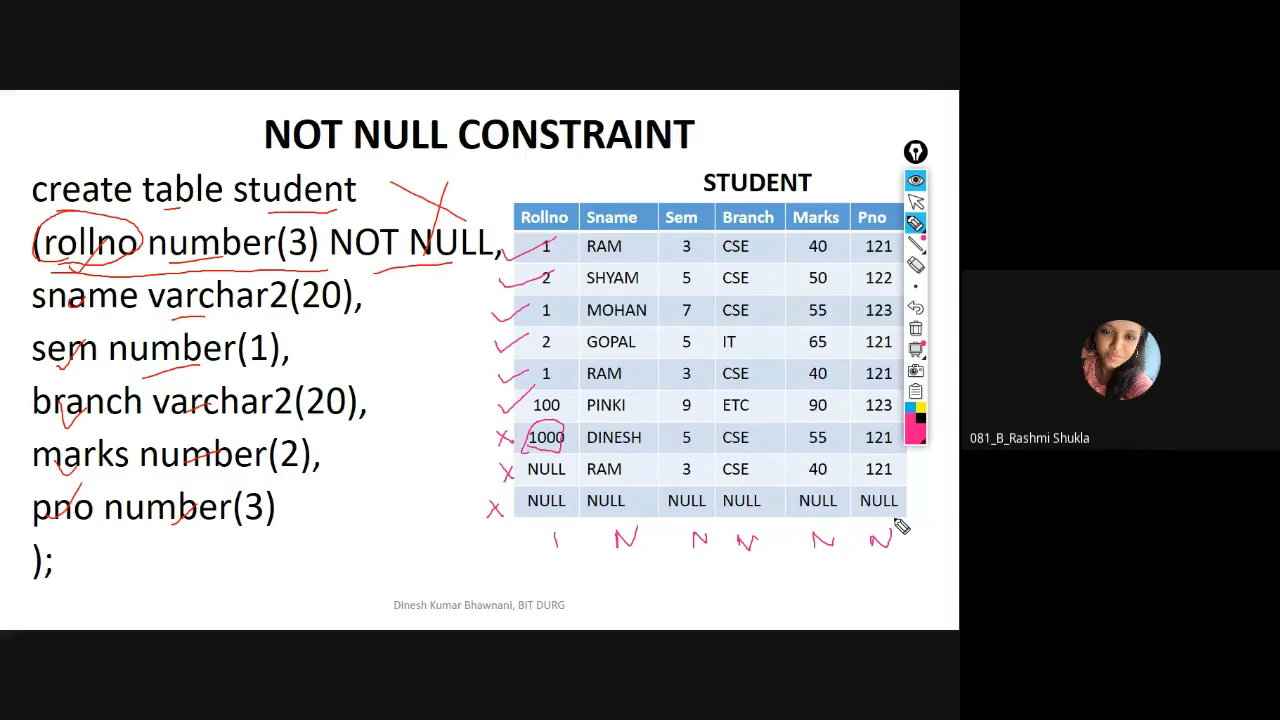 NOT NULL CONSTRAINT
create table student
(rollno number(3) NOT NULL,
sname varchar2(20),
sem number(1),
branch varchar2(20),
marks number(2),
pno number(3)
);
STUDENT
Rollno Sname Sem Branch Marks Pno
1 RAM 3 CSE 40 121
2 SHYAM 5 CSE 50 122
1 MOHAN 7 CSE 55 123
2 GOPAL 5 IT 65 121
1 RAM 3 CSE 40 121
100 PINKI 9 ETC 90 123
1000 DINESH 5 CSE 55 121
NULL RAM 3 CSE 40 121
NULL NULL NULL NULL NULL NULL
1 N N N N N
Dinesh Kumar Bhawnani, BIT DURG
081_B_Rashmi Shukla